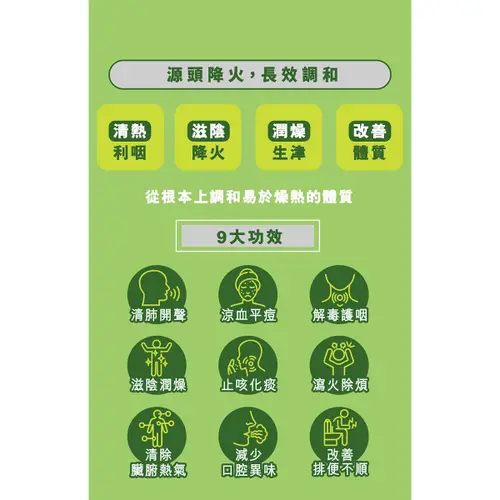 源頭降火，長效調和
清熱
利咽
滋陰
降火
潤燥
生津
改善
體質
從根本上調和易於燥熱的體質
9大功效
清肺開聲
涼血平痘
解毒護咽
滋陰潤燥
止咳化痰
瀉火除煩
清除
臟腑熱氣
減少
口腔異味
改善
排便不順